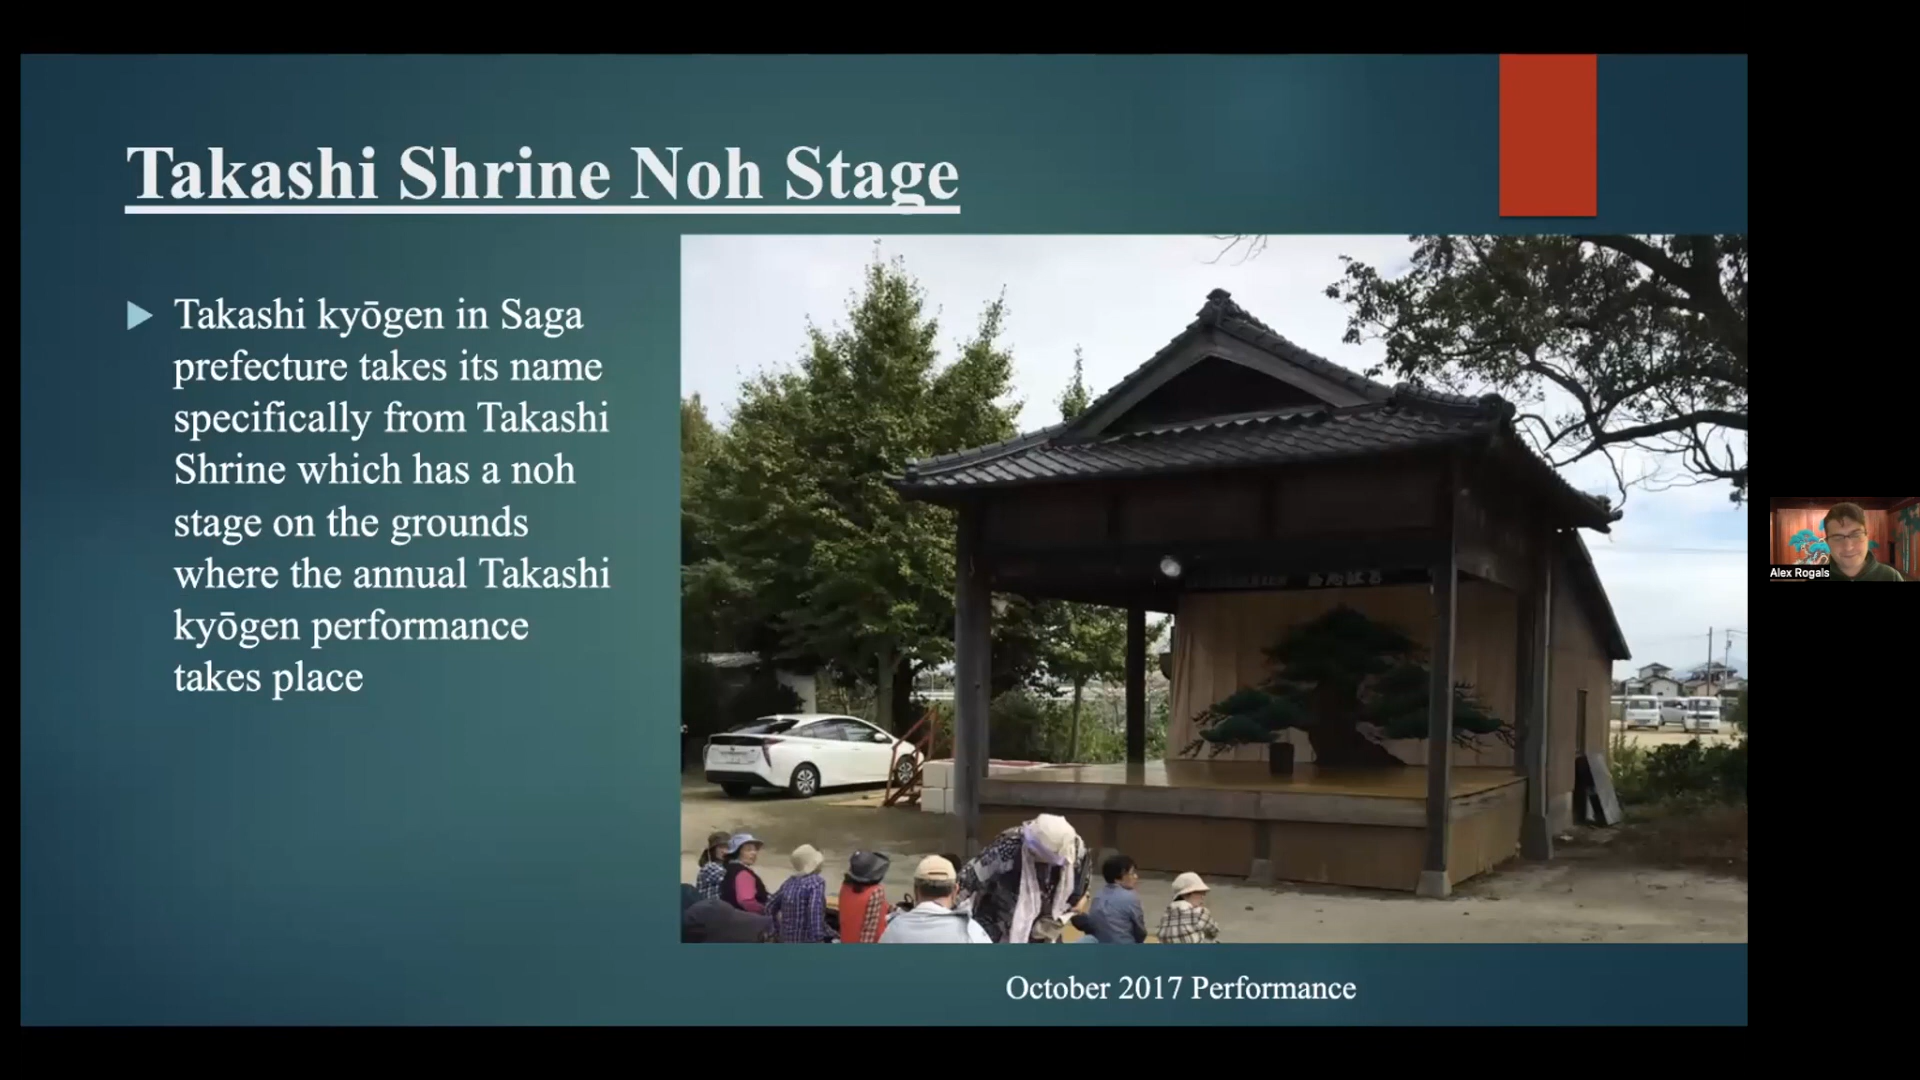 Takashi Shrine Noh Stage
Takashi kyōgen in Saga
prefecture takes its name
specifically from Takashi
Shrine which has a noh
stage on the grounds
where the annual Takashi
kyōgen performance
takes place
October 2017 Performance
Alex Rogals